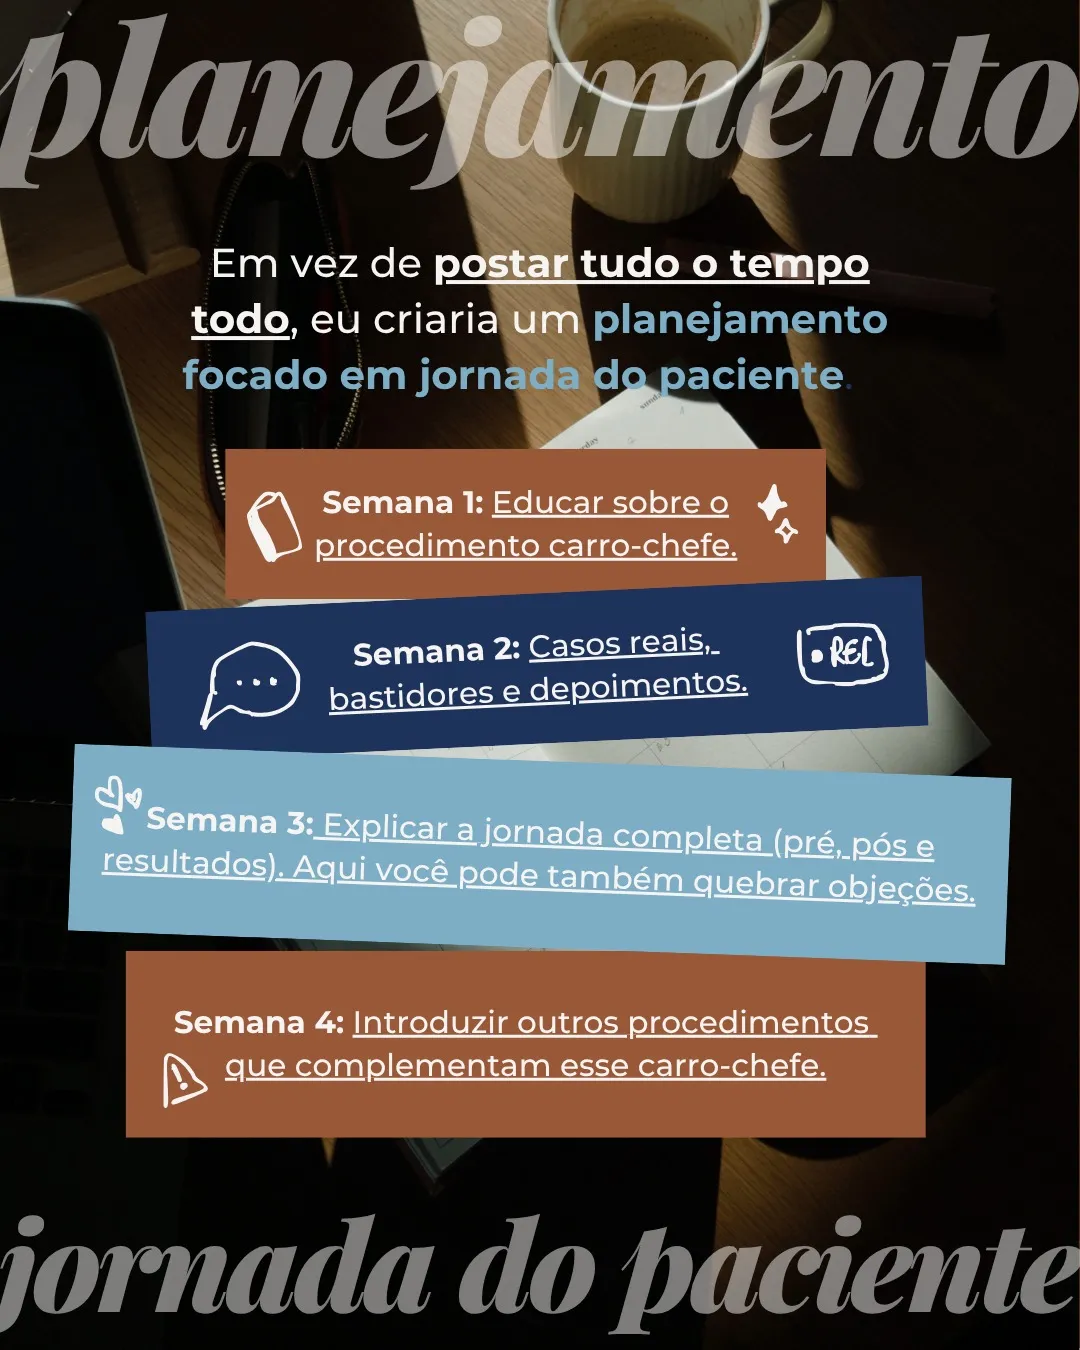 planejamento
Em vez de postar tudo o tempo
todo, eu criaria um planejamento
focado em jornada do paciente.
Semana 1: Educar sobre o
procedimento carro-chefe.
Semana 2: Casos reais,
bastidores e depoimentos.
REC
Semana 3: Explicar a jornada completa (pré, pós e
resultados). Aqui você pode também quebrar objeções.
Semana 4: Introduzir outros procedimentos
que complementam esse carro-chefe.
jornada do paciente